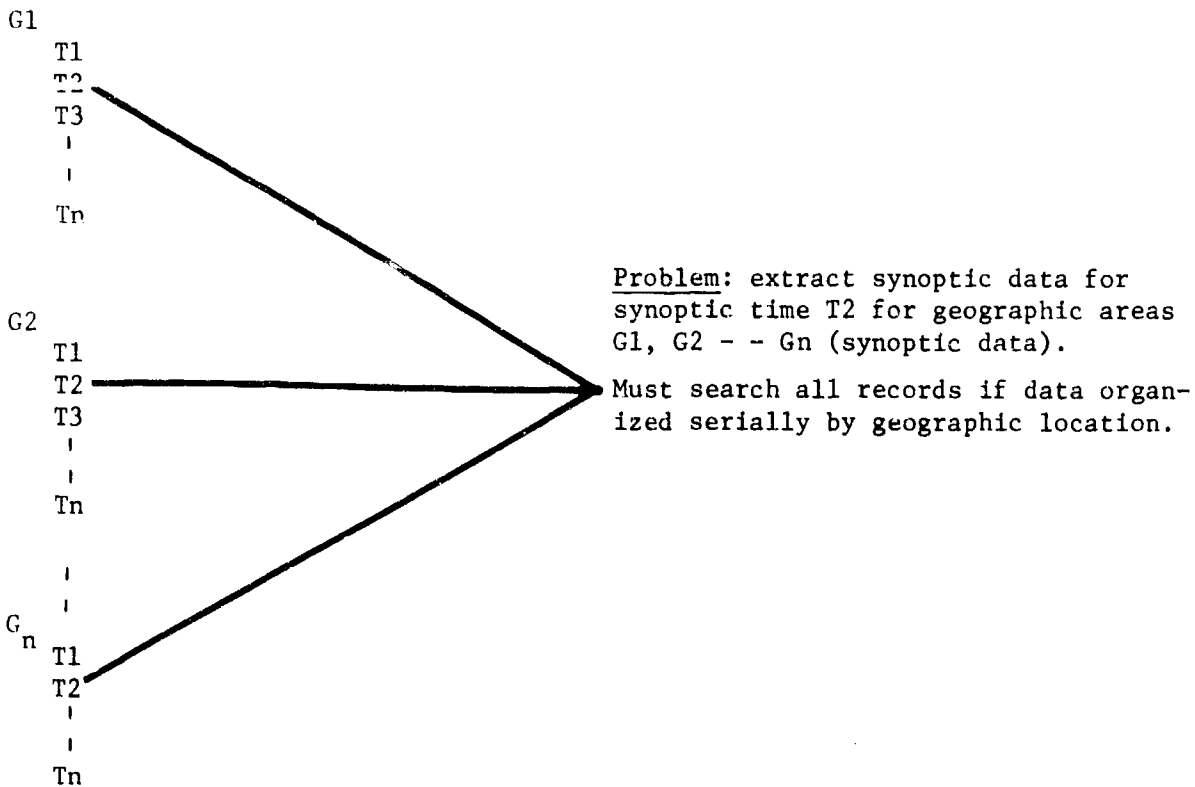 G1
T1
T2
T3
Tn
G2
T1
T2
T3
Tn
Gn
T1
T2
Tn
Problem: extract synoptic data for
synoptic time T2 for geographic areas
G1, G2 - - Gn (synoptic data).
Must search all records if data organ-
ized serially by geographic location.